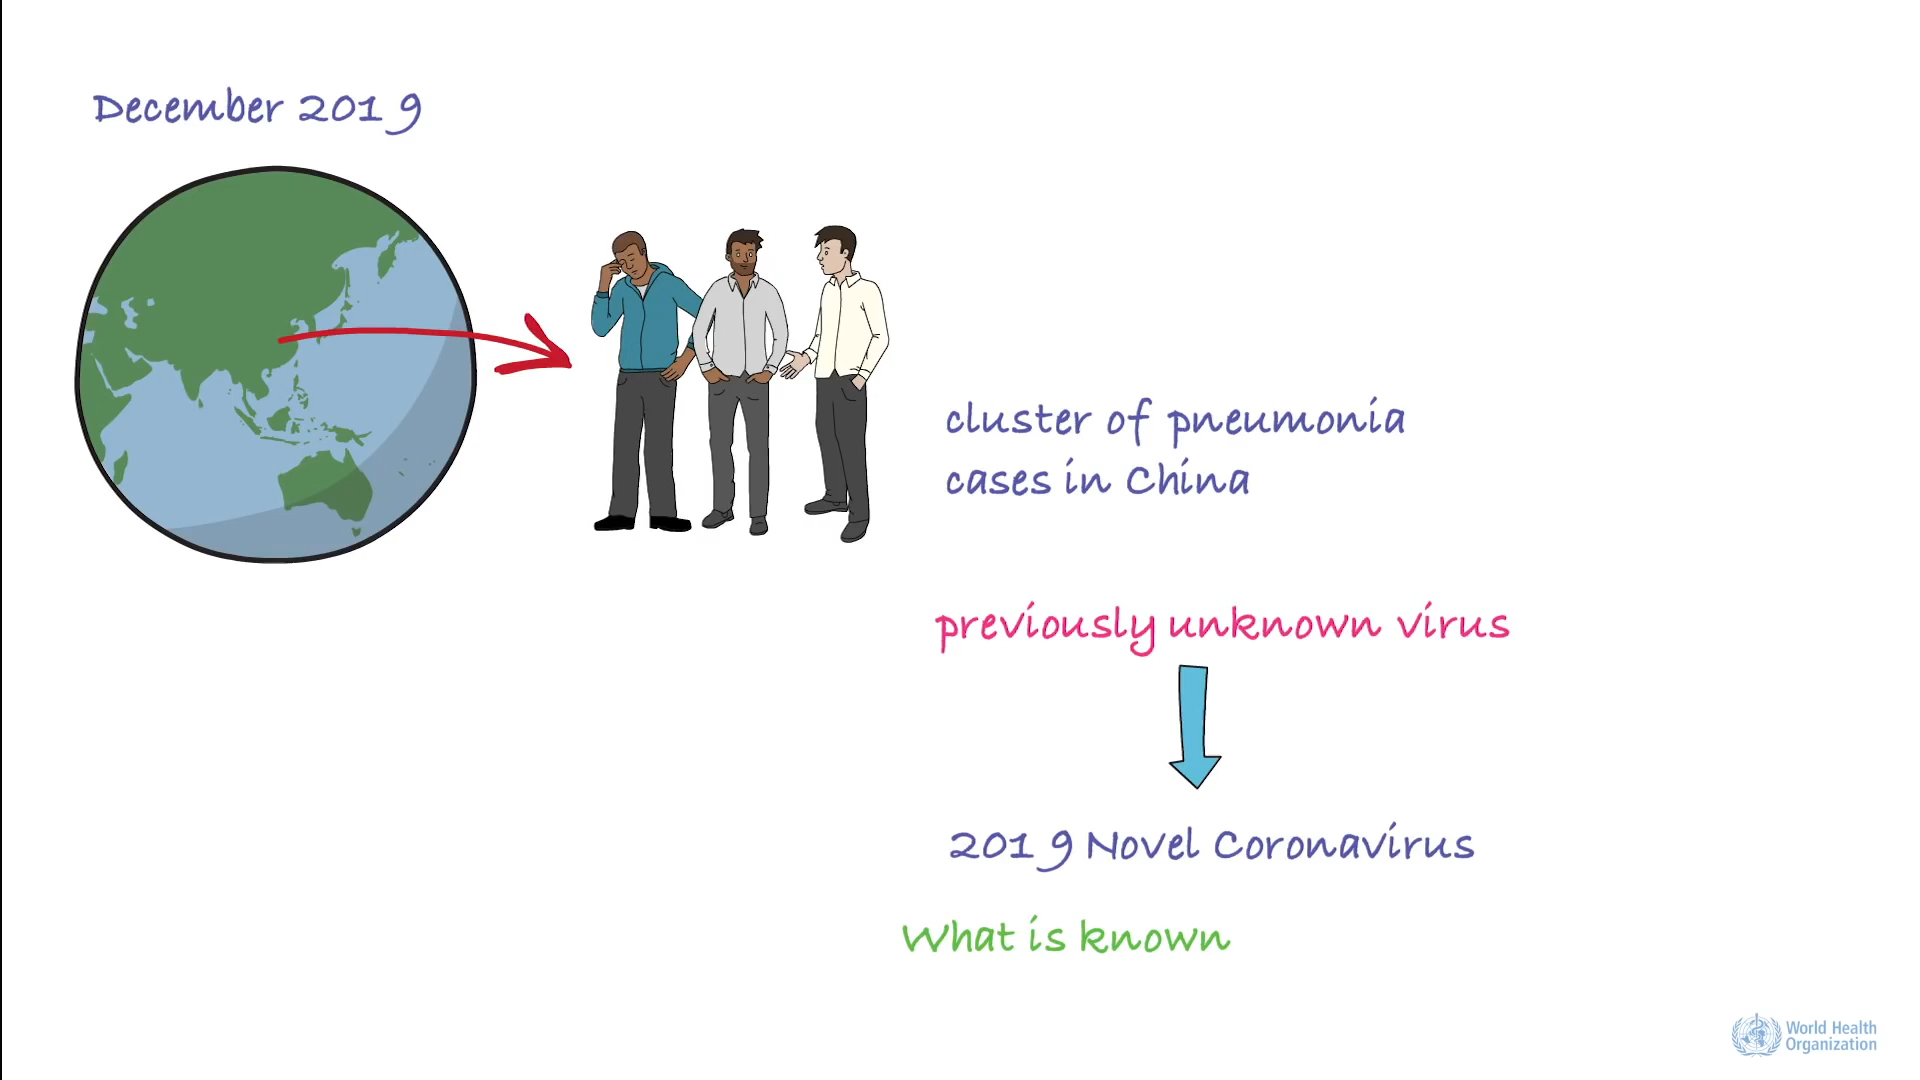 December 2019
cluster of pneumonia
cases in China
previously unknown virus
2019 Novel Coronavirus
What is known
World Health
Organization